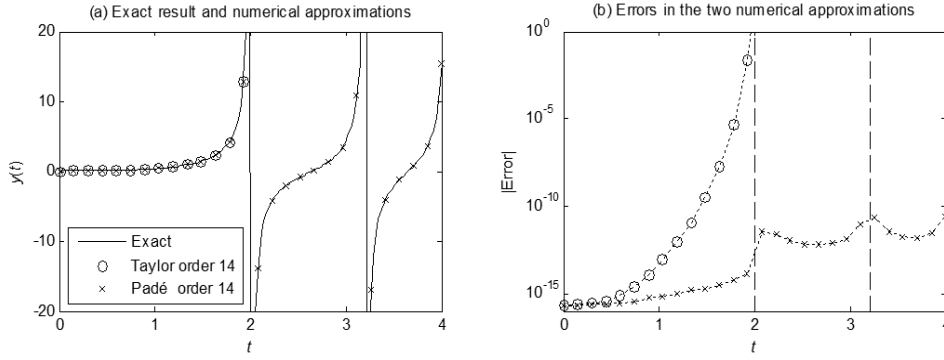 (a) Exact result and numerical approximations
20
10
0
-10
-20
y(t)
Exact
Taylor order 14
Padé order 14
0
1
2
3
4
t
(b) Errors in the two numerical approximations
10^0
10^-5
10^-10
10^-15
|Error|
0
1
2
3
4
t